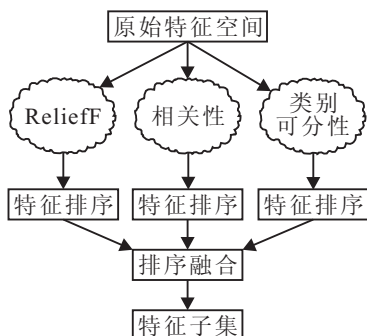 原始特征空间
ReliefF
相关性
类别
可分性
特征排序
特征排序
特征排序
排序融合
特征子集